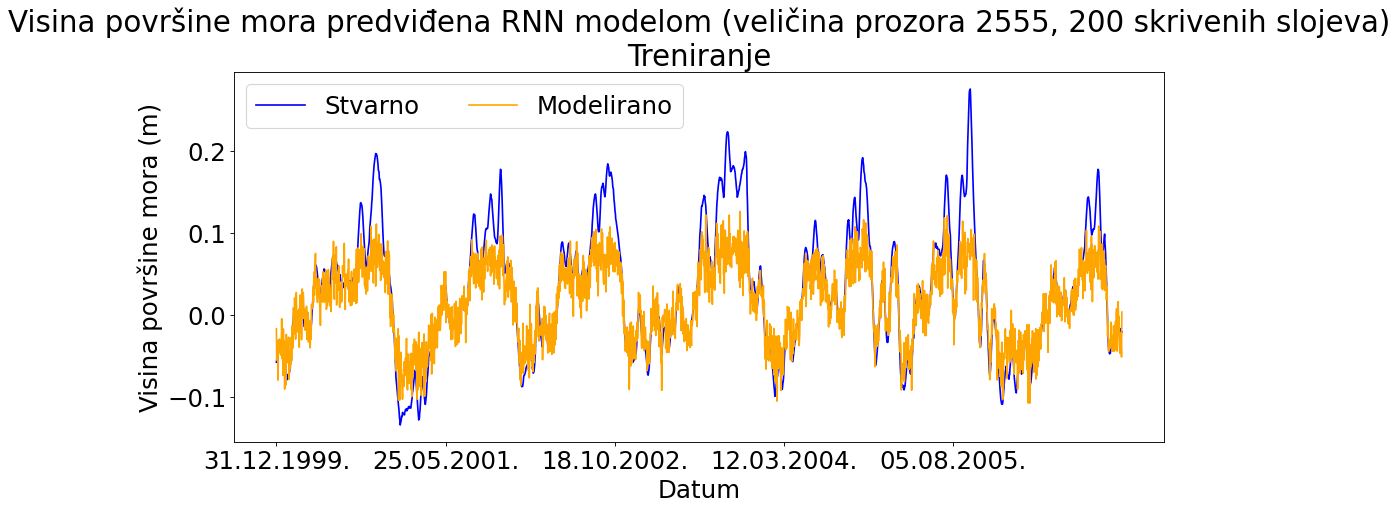 Visina površine mora predviđena RNN modelom (veličina prozora 2555, 200 skrivenih slojeva)
Treniranje
Stvarno
Modelirano
Visina površine mora (m)
0.2
0.1
0.0
−0.1
31.12.1999.
25.05.2001.
18.10.2002.
12.03.2004.
05.08.2005.
Datum